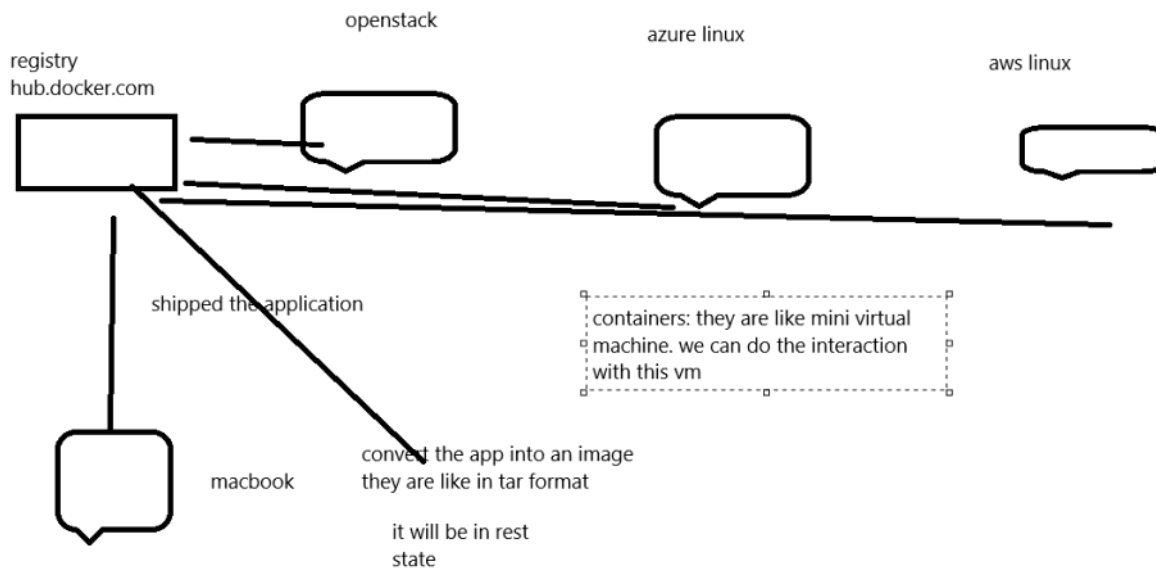 openstack
azure linux
registry
hub.docker.com
aws linux
shipped the application
containers: they are like mini virtual
machine. we can do the interaction
with this vm
macbook
convert the app into an image
they are like in tar format
it will be in rest
state